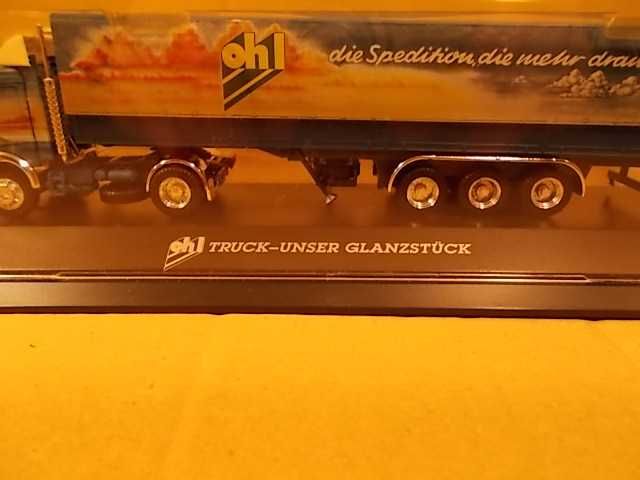 ohl
die Spedition, die mehr
ohl TRUCK-UNSER GLANZSTÜCK